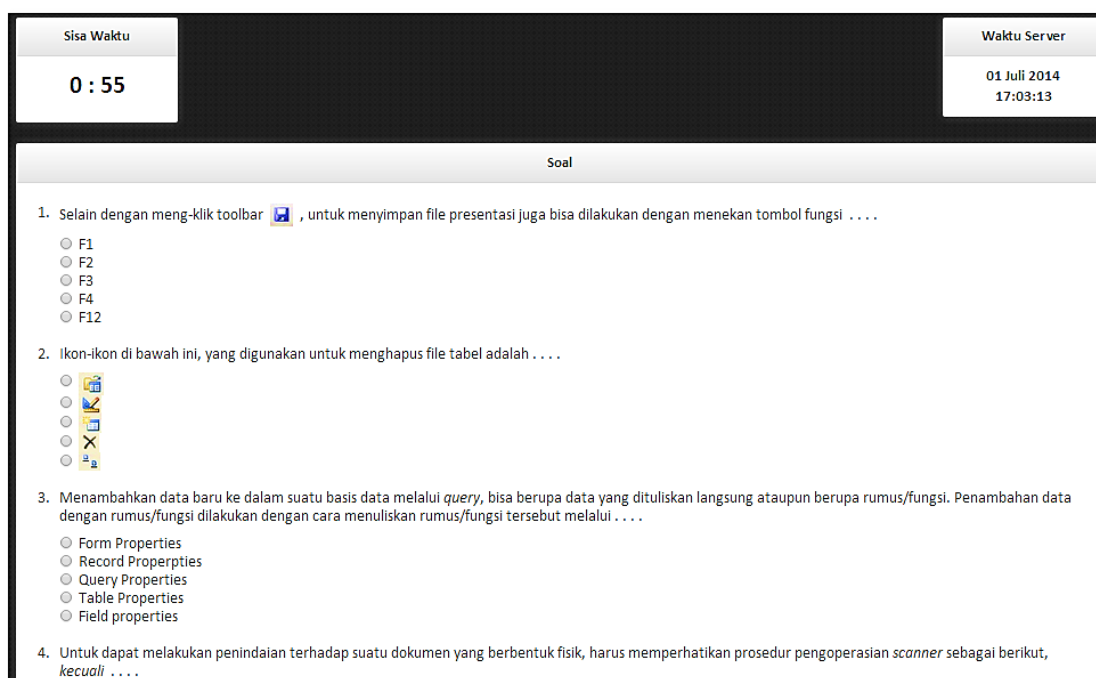 Sisa Waktu
0 : 55
Waktu Server
01 Juli 2014
17:03:13
Soal
1. Selain dengan meng-klik toolbar , untuk menyimpan file presentasi juga bisa dilakukan dengan menekan tombol fungsi . . . .
F1
F2
F3
F4
F12
2. Ikon-ikon di bawah ini, yang digunakan untuk menghapus file tabel adalah . . . .
3. Menambahkan data baru ke dalam suatu basis data melalui query, bisa berupa data yang dituliskan langsung ataupun berupa rumus/fungsi. Penambahan data
dengan rumus/fungsi dilakukan dengan cara menuliskan rumus/fungsi tersebut melalui . . . .
Form Properties
Record Properpties
Query Properties
Table Properties
Field properties
4. Untuk dapat melakukan penindaian terhadap suatu dokumen yang berbentuk fisik, harus memperhatikan prosedur pengoperasian scanner sebagai berikut,
kecuali . . . .